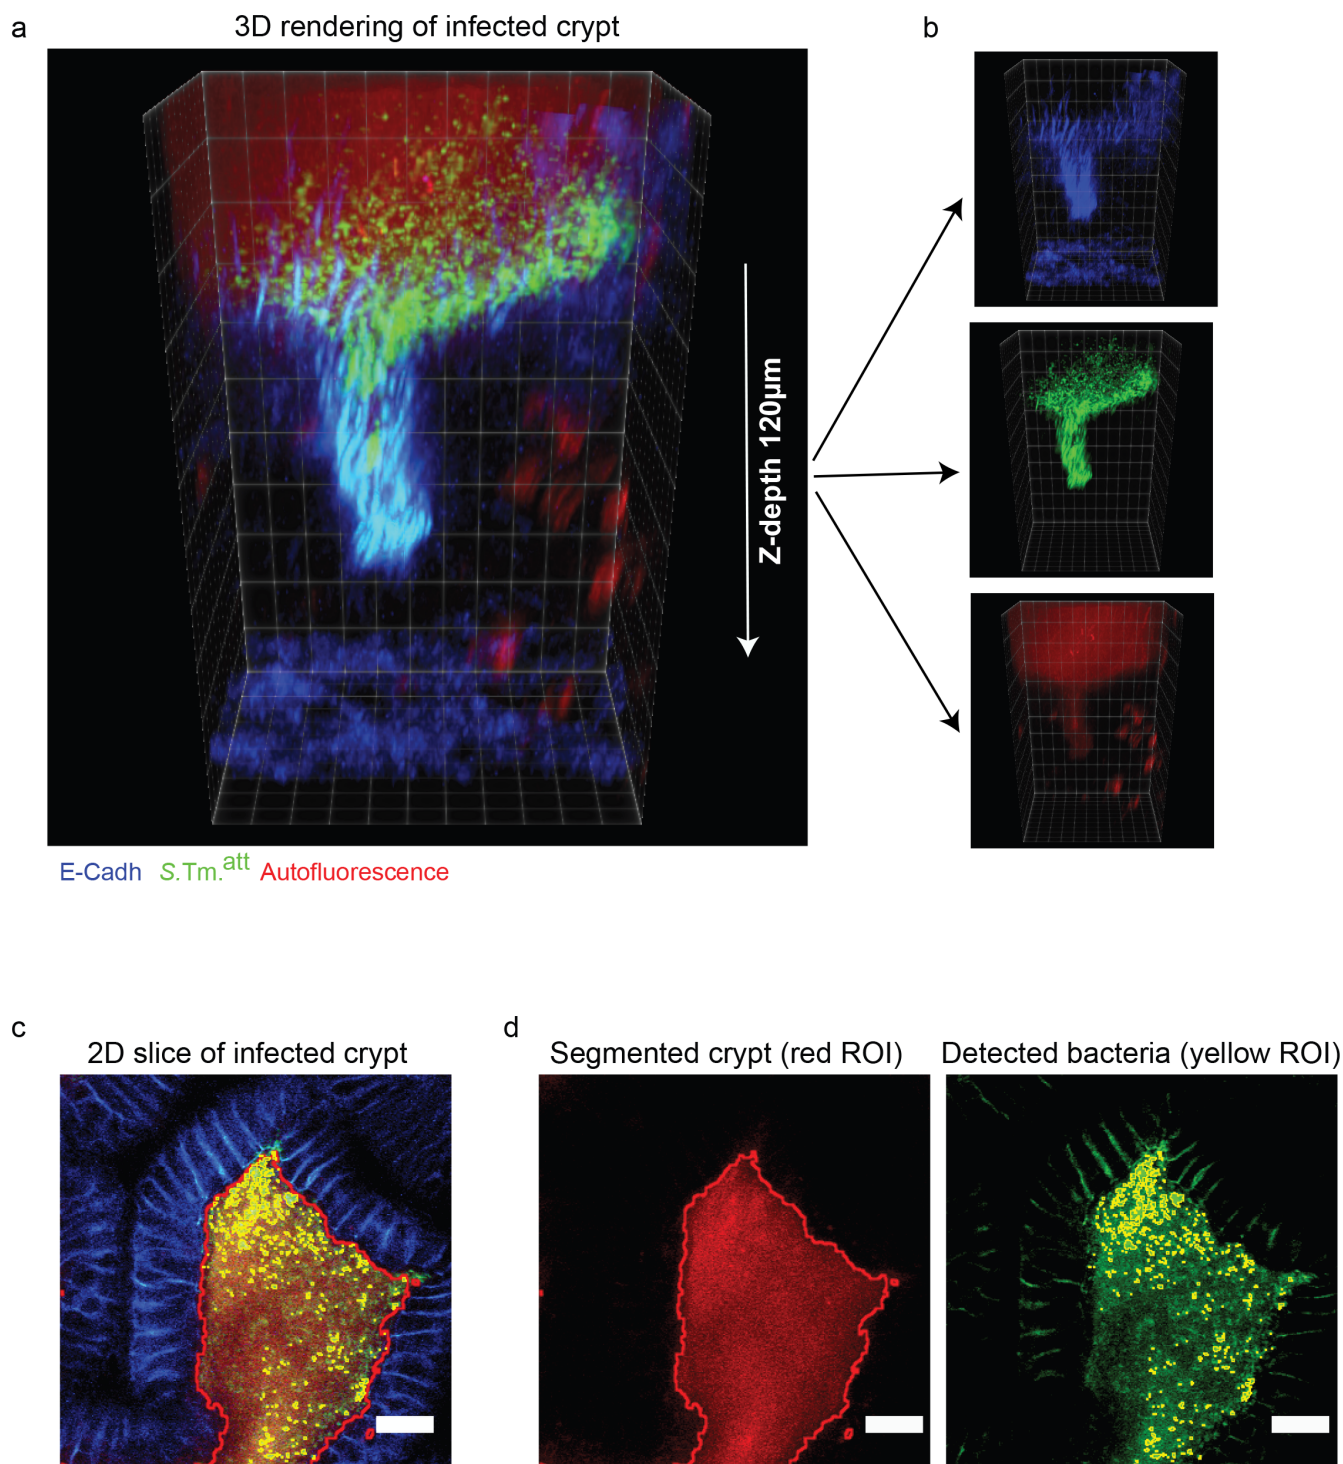 a
3D rendering of infected crypt
b
Z-depth 120µm
E-Cadh S.Tm.att Autofluorescence
c
2D slice of infected crypt
d
Segmented crypt (red ROI)
Detected bacteria (yellow ROI)